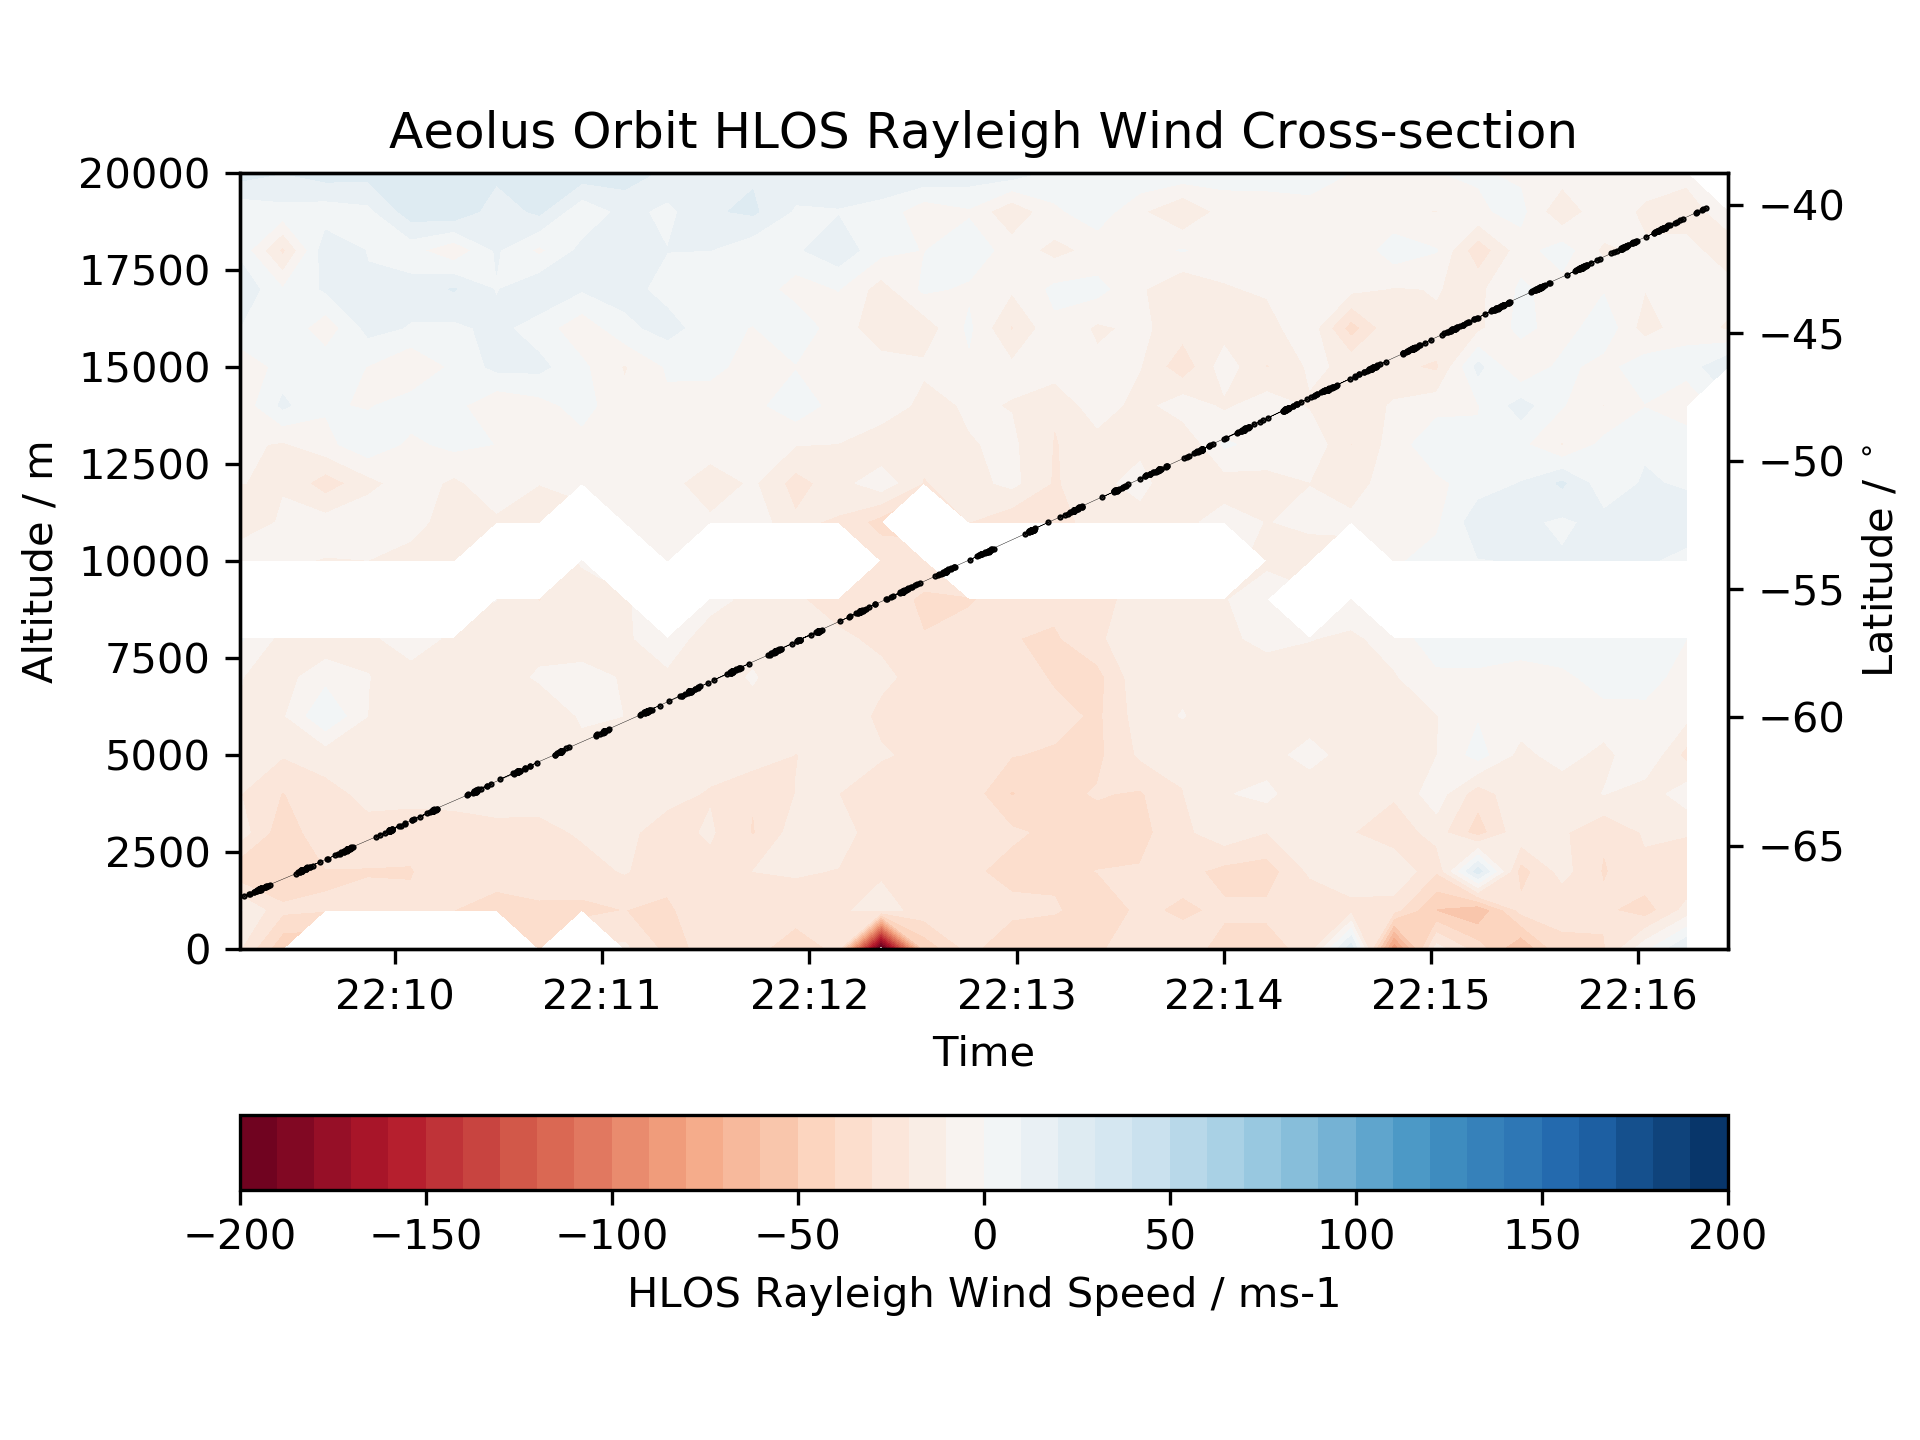 Aeolus Orbit HLOS Rayleigh Wind Cross-section
20000
17500
15000
12500
10000
7500
5000
2500
0
Altitude / m
−40
−45
−50
−55
−60
−65
Latitude / °
22:10 22:11 22:12 22:13 22:14 22:15 22:16
Time
−200 −150 −100 −50 0 50 100 150 200
HLOS Rayleigh Wind Speed / ms-1